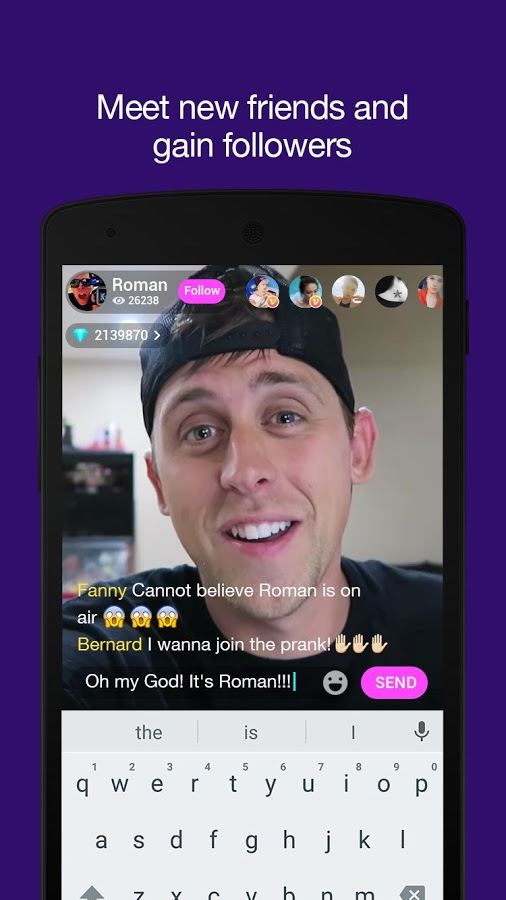 Meet new friends and
gain followers
Roman
26238
Follow
2139870 >
Fanny Cannot believe Roman is on
air 😱 😱 😱
Bernard I wanna join the prank!✋🏻✋🏻✋🏻
Oh my God! It's Roman!!!
SEND
the is I
1 2 3 4 5 6 7 8 9 0
q w e r t y u i o p
a s d f g h j k l
z x c v b n m